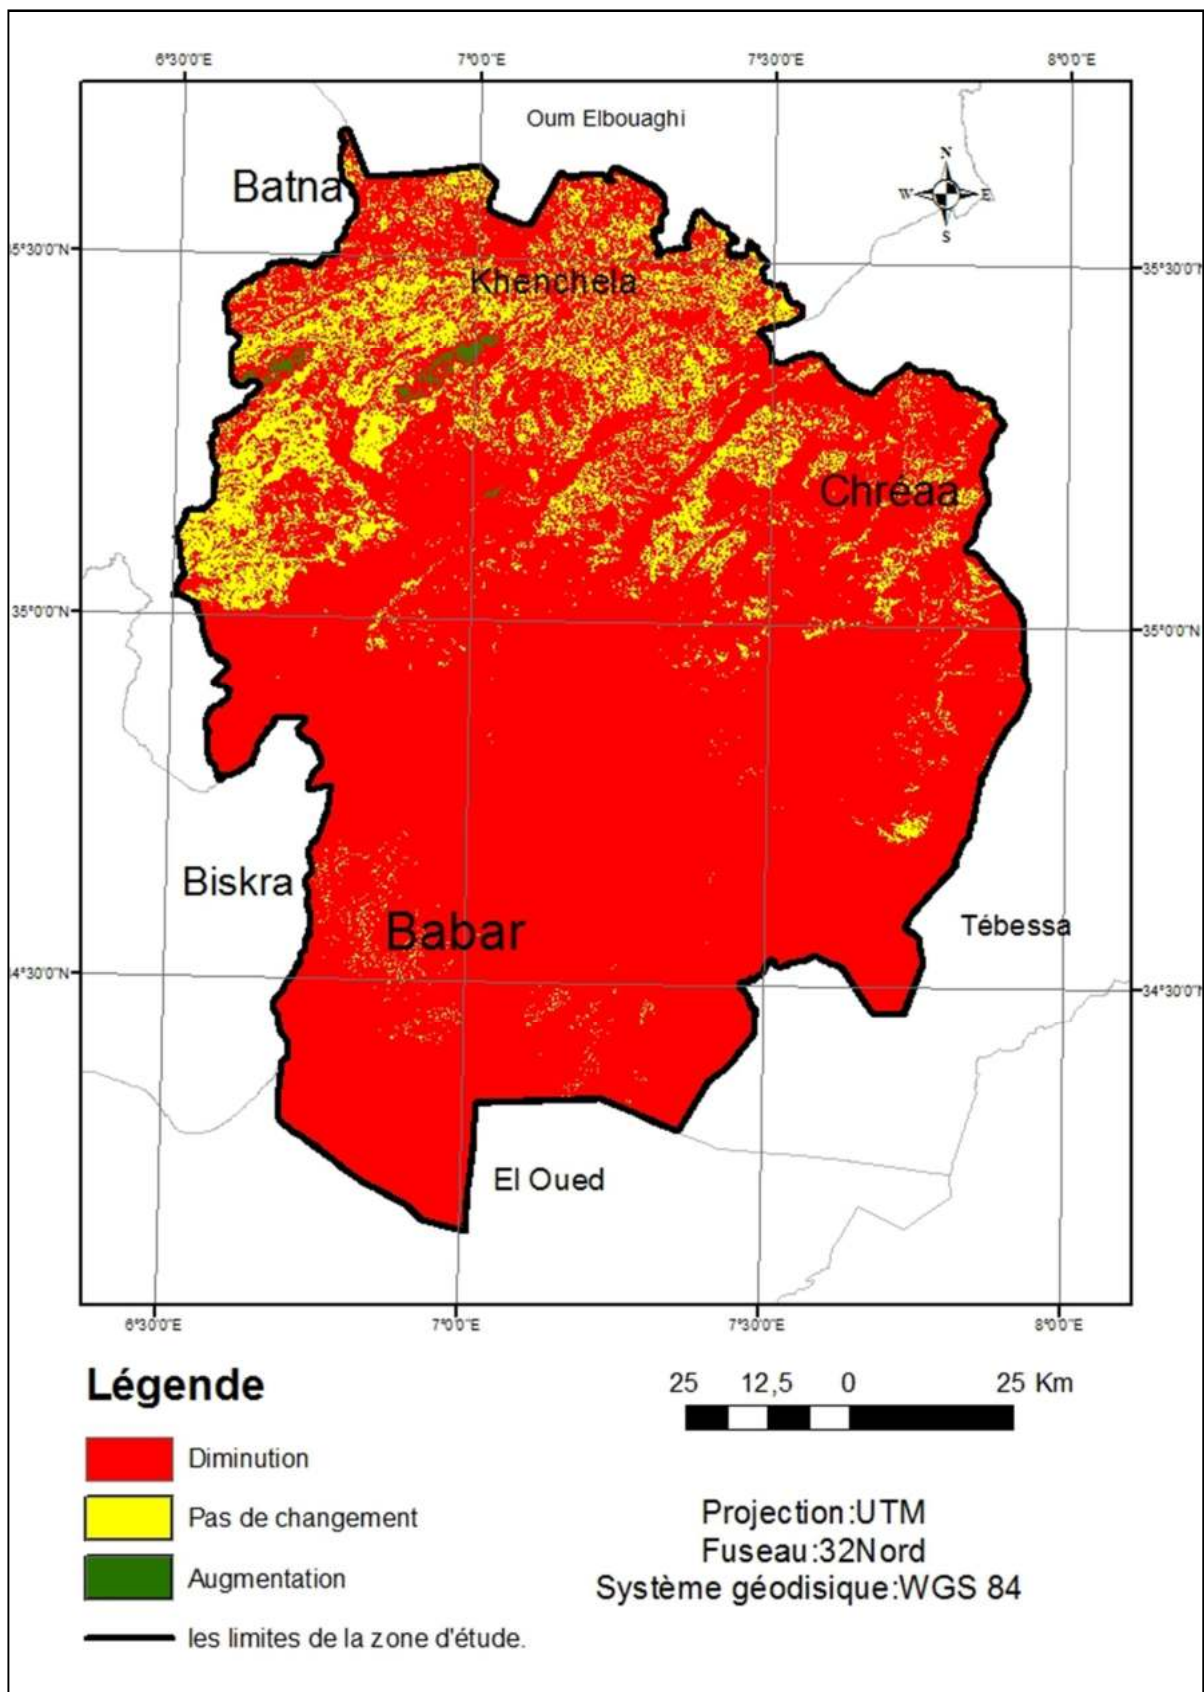 6°30'0"E 7°0'0"E 7°30'0"E 8°0'0"E
Oum Elbouaghi
N
Batna
W E
S
5°30'0"N
35°30'0"N
Khenchela
Chréaa
35°0'0"N
35°0'0"N
Biskra
Babar
Tébessa
4°30'0"N
34°30'0"N
El Oued
6°30'0"E 7°0'0"E 7°30'0"E 8°0'0"E
Légende
25 12,5 0 25 Km
Diminution
Pas de changement
Augmentation
les limites de la zone d'étude.
Projection:UTM
Fuseau:32Nord
Système géodisique:WGS 84